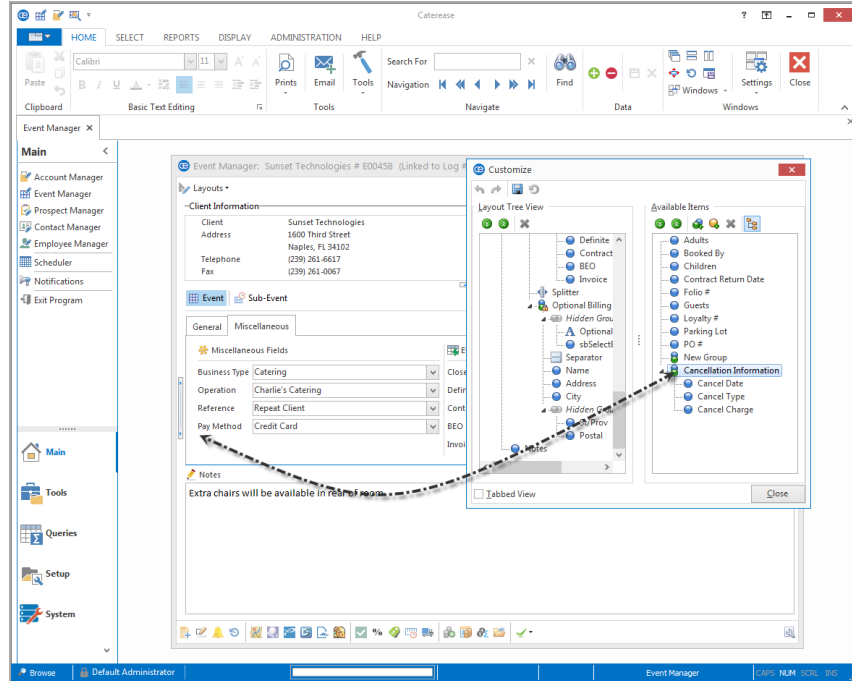 Caterease
HOME SELECT REPORTS DISPLAY ADMINISTRATION HELP
Paste
Calibri 11
B I U
Prints Email Tools
Search For
Navigation
Find
Windows
Settings Close
Clipboard Basic Text Editing Tools Navigate Data Windows
Event Manager
Main
Account Manager
Event Manager
Prospect Manager
Contact Manager
Employee Manager
Scheduler
Notifications
Exit Program
Main
Tools
Queries
Setup
System
Event Manager: Sunset Technologies # E00458 (Linked to Log #
Layouts
Client Information
Client Sunset Technologies
Address 1600 Third Street
Naples, FL 34102
Telephone (239) 261-6617
Fax (239) 261-0067
Event Sub-Event
General Miscellaneous
Miscellaneous Fields
Business Type Catering
Operation Charlie's Catering
Reference Repeat Client
Pay Method Credit Card
E
Close
Defin
Cont
BEO
Invoi
Notes
Extra chairs will be available in rear of room.
Customize
Layout Tree View
Definite
Contract
BEO
Invoice
Splitter
Optional Billing
Hidden Grou
A Optional
sbSelectE
Separator
Name
Address
City
Hidden Grou
St/Prov
Postal
Notes
Tabbed View
Available Items
Adults
Booked By
Children
Contract Return Date
Folio #
Guests
Loyalty #
Parking Lot
PO #
New Group
Cancellation Information
Cancel Date
Cancel Type
Cancel Charge
Close
Browse Default Administrator Event Manager CAPS NUM SCRL INS